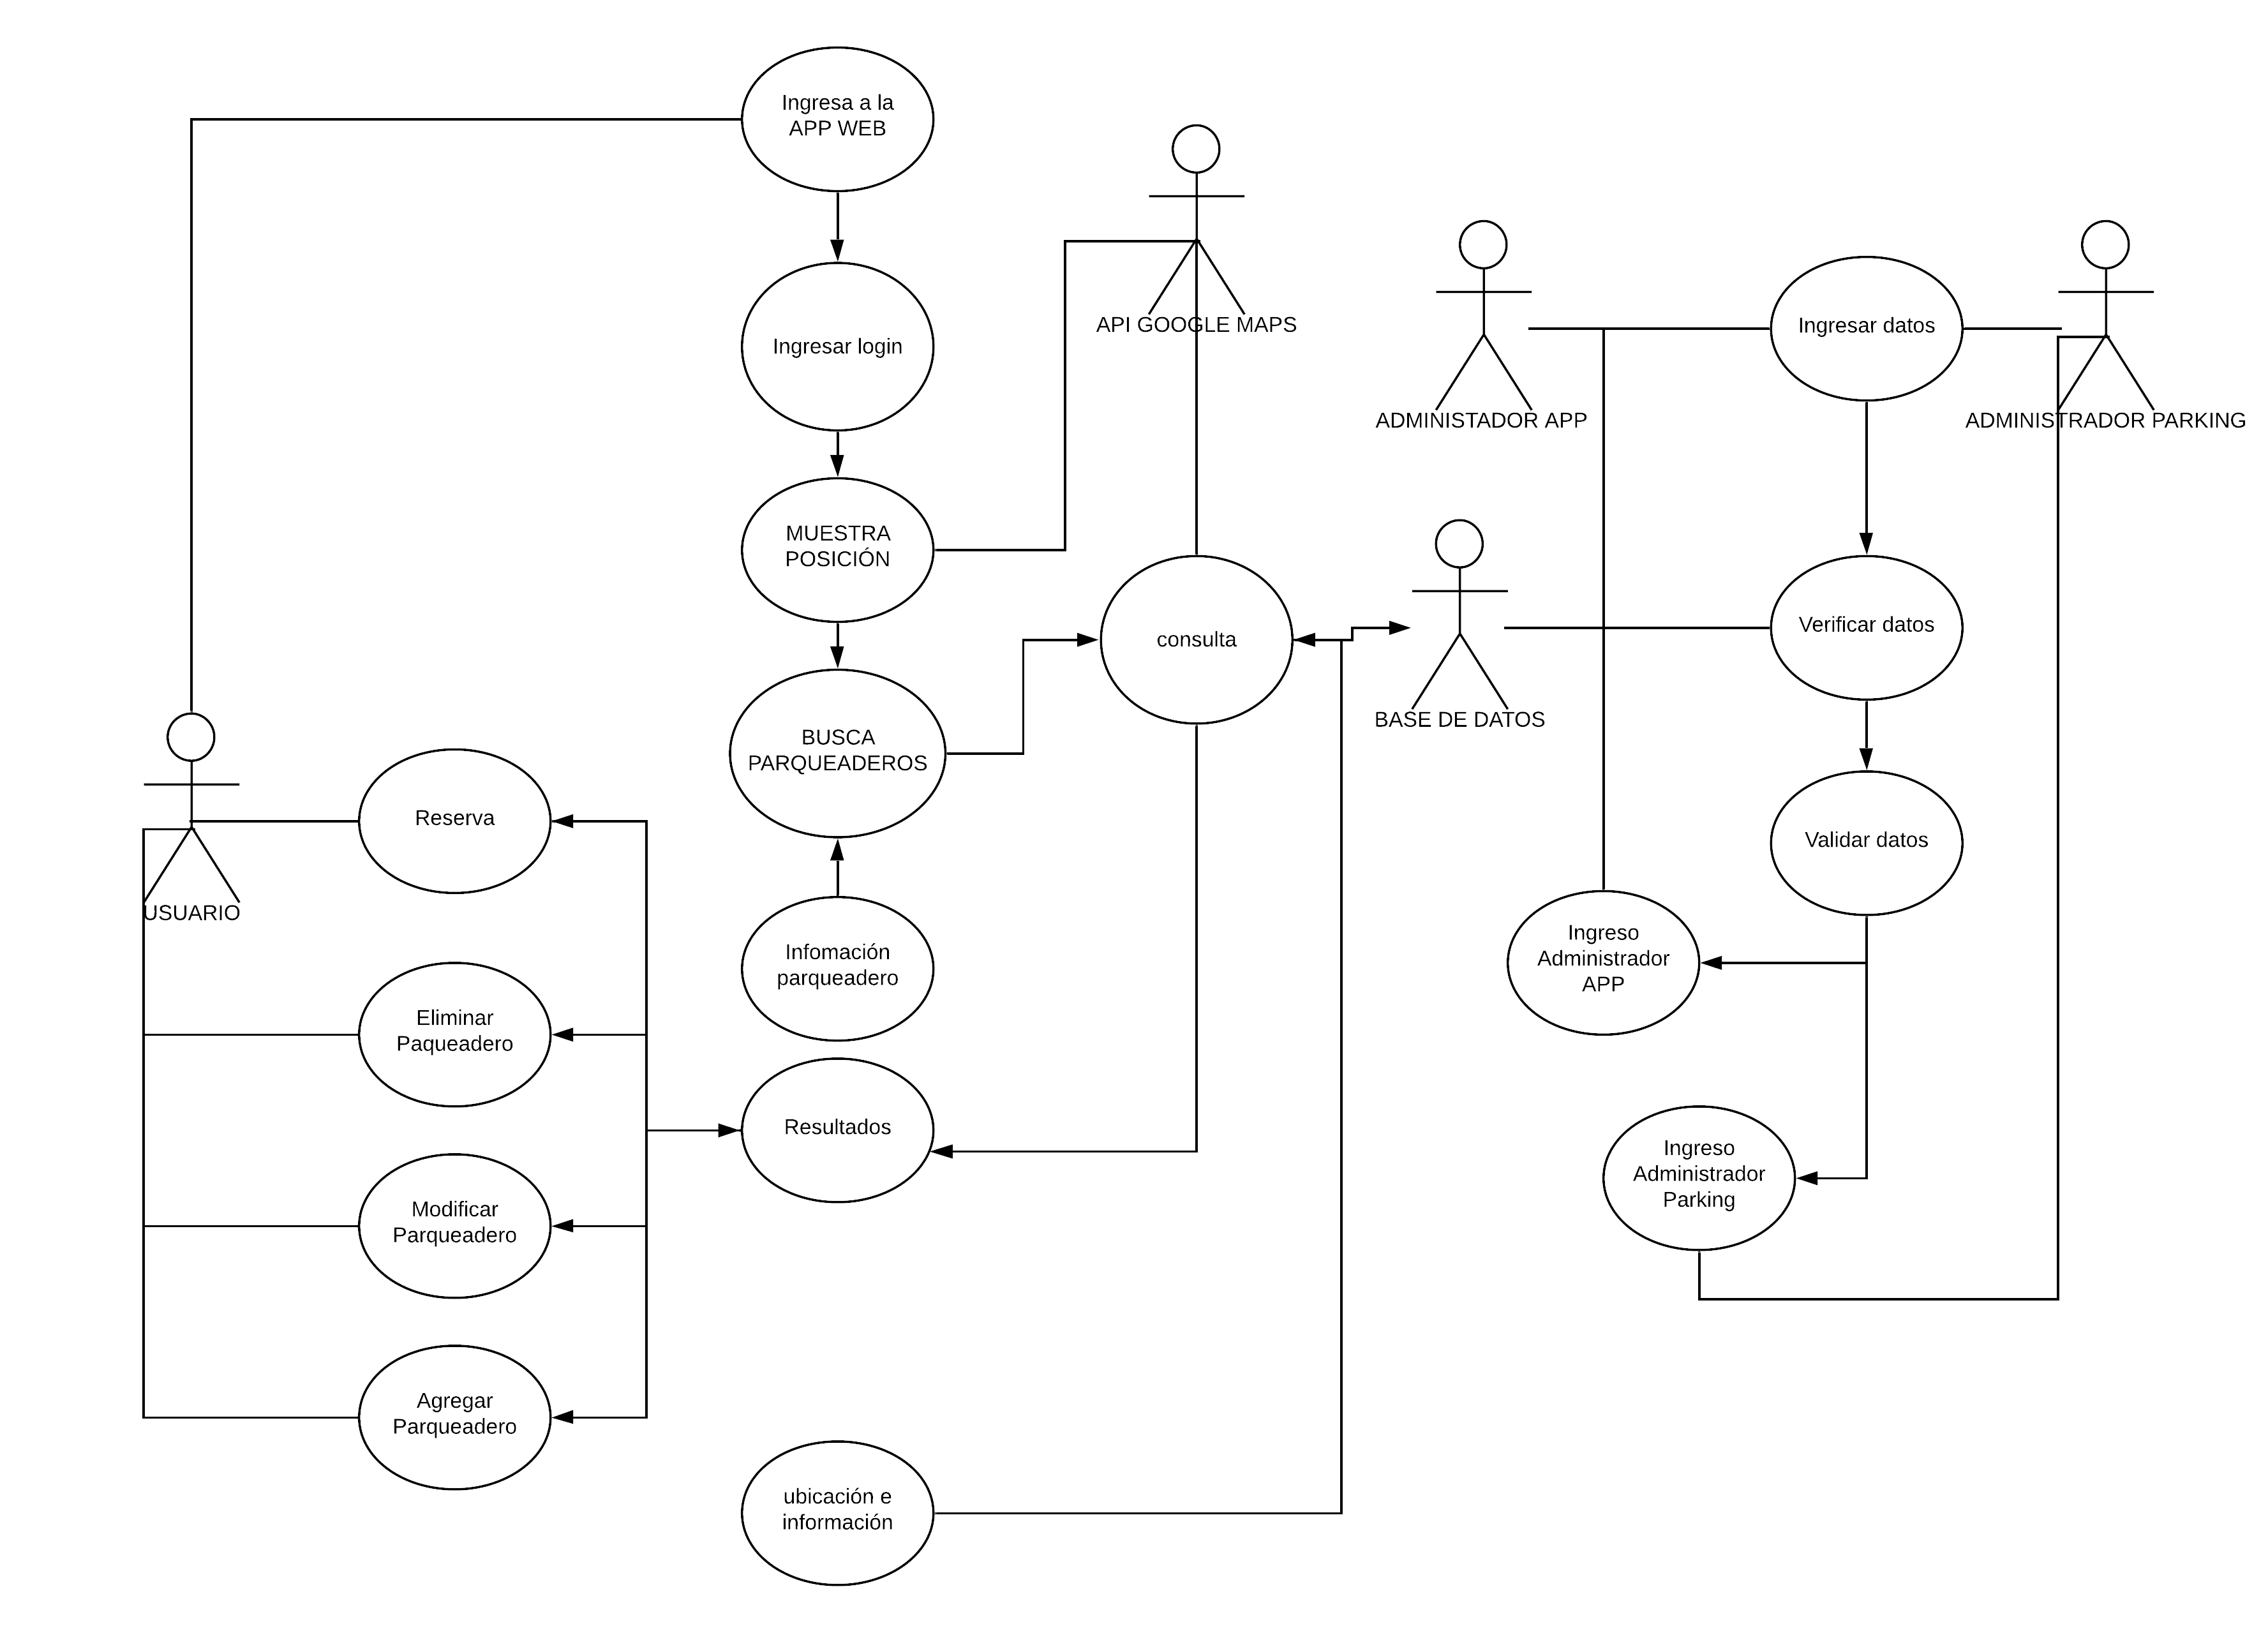 Ingresa a la
APP WEB
Ingresar login
API GOOGLE MAPS
Ingresar datos
ADMINISTADOR APP
ADMINISTRADOR PARKING
MUESTRA
POSICIÓN
consulta
Verificar datos
BASE DE DATOS
BUSCA
PARQUEADEROS
Reserva
Validar datos
USUARIO
Infomación
parqueadero
Ingreso
Administrador
APP
Eliminar
Paqueadero
Resultados
Ingreso
Administrador
Parking
Modificar
Parqueadero
Agregar
Parqueadero
ubicación e
información